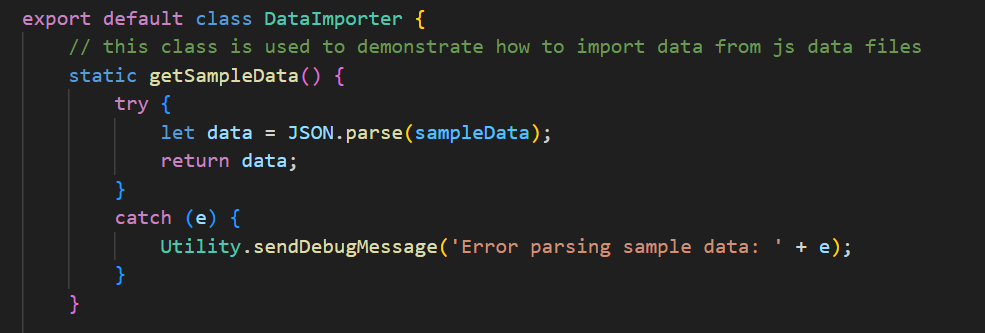 export default class DataImporter {
// this class is used to demonstrate how to import data from js data files
static getSampleData() {
try {
let data = JSON.parse(sampleData);
return data;
}
catch (e) {
Utility.sendDebugMessage('Error parsing sample data: ' + e);
}
}